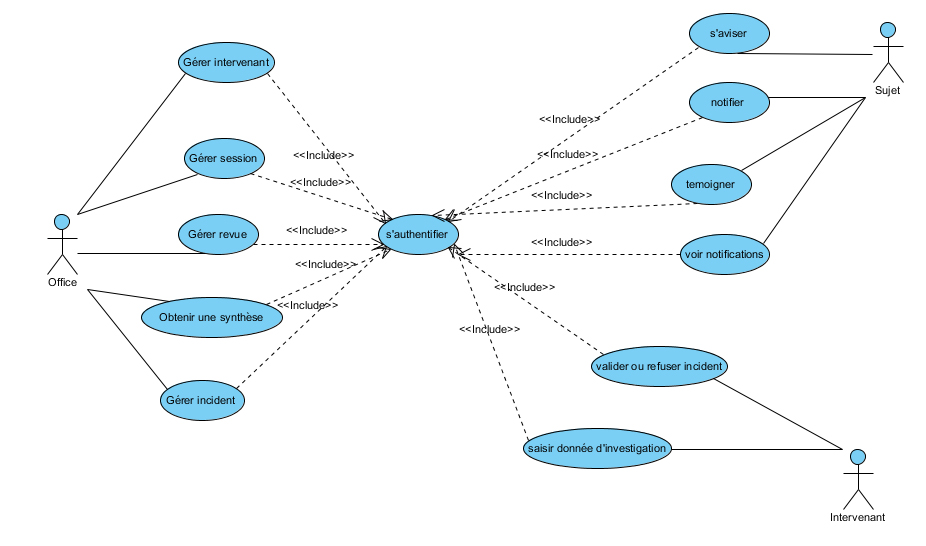 s'aviser
Gérer intervenant
Sujet
notifier
<<Include>>
<<Include>>
<<Include>>
Gérer session
<<Include>>
temoigner
<<Include>>
Gérer revue
<<Include>>
s'authentifier
<<Include>>
voir notifications
Office
<<Include>>
<<Include>>
<<Include>>
Obtenir une synthèse
<<Include>>
valider ou refuser incident
Gérer incident
saisir donnée d'investigation
Intervenant